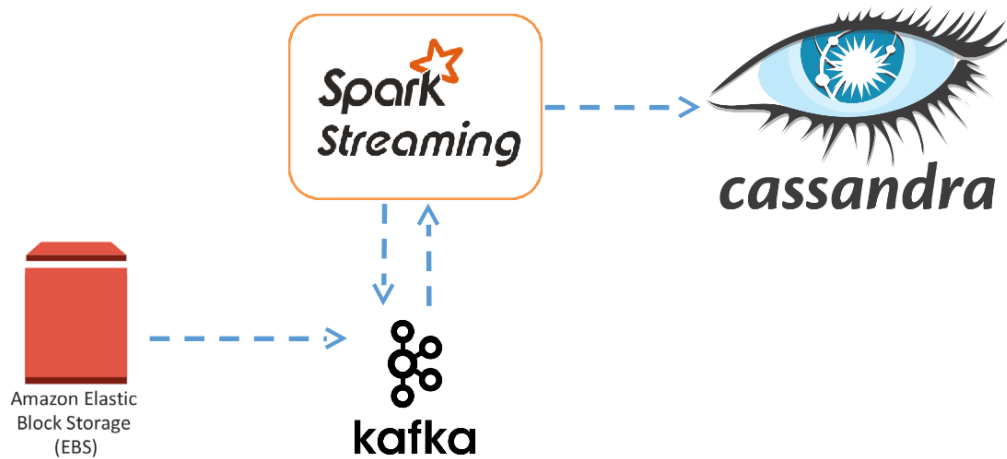 Spark
Streaming
cassandra
Amazon Elastic
Block Storage
(EBS)
kafka